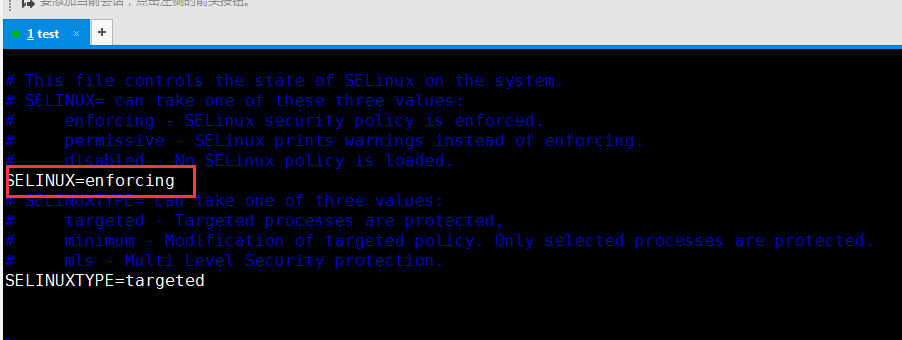 要添加当前会话，点击左侧的箭头按钮。
1 test × +
# This file controls the state of SELinux on the system.
# SELINUX= can take one of these three values:
#     enforcing - SELinux security policy is enforced.
#     permissive - SELinux prints warnings instead of enforcing.
#     disabled - No SELinux policy is loaded.
SELINUX=enforcing
# SELINUXTYPE= can take one of three values:
#     targeted - Targeted processes are protected,
#     minimum - Modification of targeted policy. Only selected processes are protected.
#     mls - Multi Level Security protection.
SELINUXTYPE=targeted